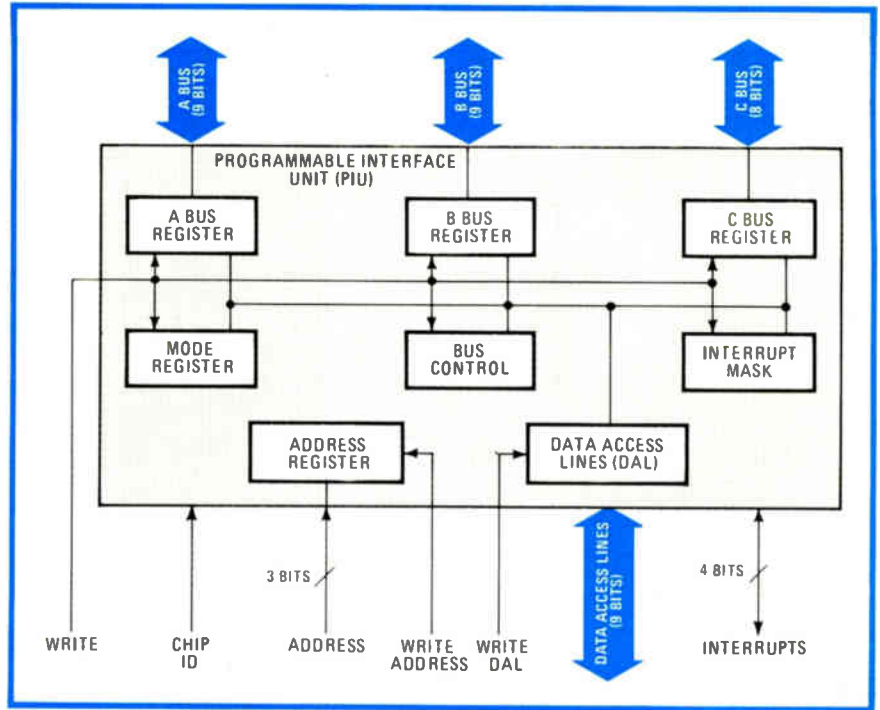 A BUS
(9 BITS)
B BUS
(9 BITS)
C BUS
(8 BITS)
PROGRAMMABLE INTERFACE
UNIT (PIU)
A BUS
REGISTER
B BUS
REGISTER
C BUS
REGISTER
MODE
REGISTER
BUS
CONTROL
INTERRUPT
MASK
ADDRESS
REGISTER
DATA ACCESS
LINES (DAL)
3 BITS
DATA ACCESS LINES
(9 BITS)
4 BITS
WRITE
CHIP
ID
ADDRESS
WRITE
ADDRESS
WRITE
DAL
INTERRUPTS